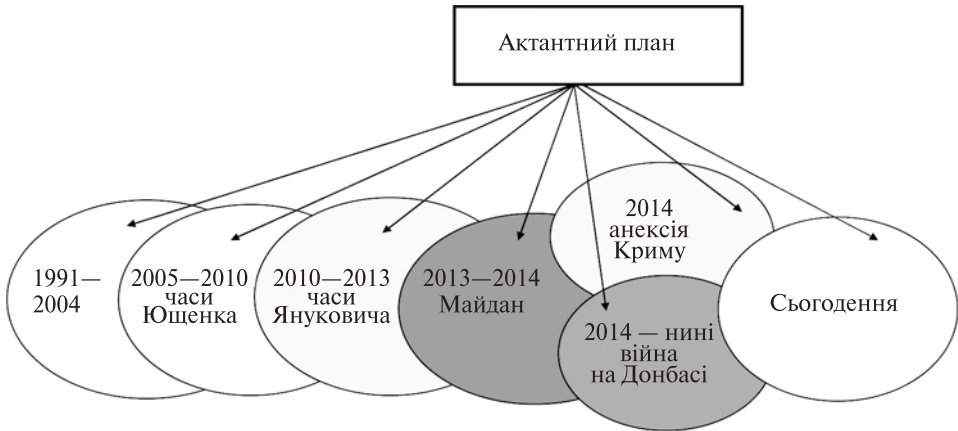 Актантний план
1991—
2004
2005—2010
часи
Ющенка
2010—2013
часи
Януковича
2013—2014
Майдан
2014
анексія
Криму
2014 — нині
війна
на Донбасі
Сьогодення